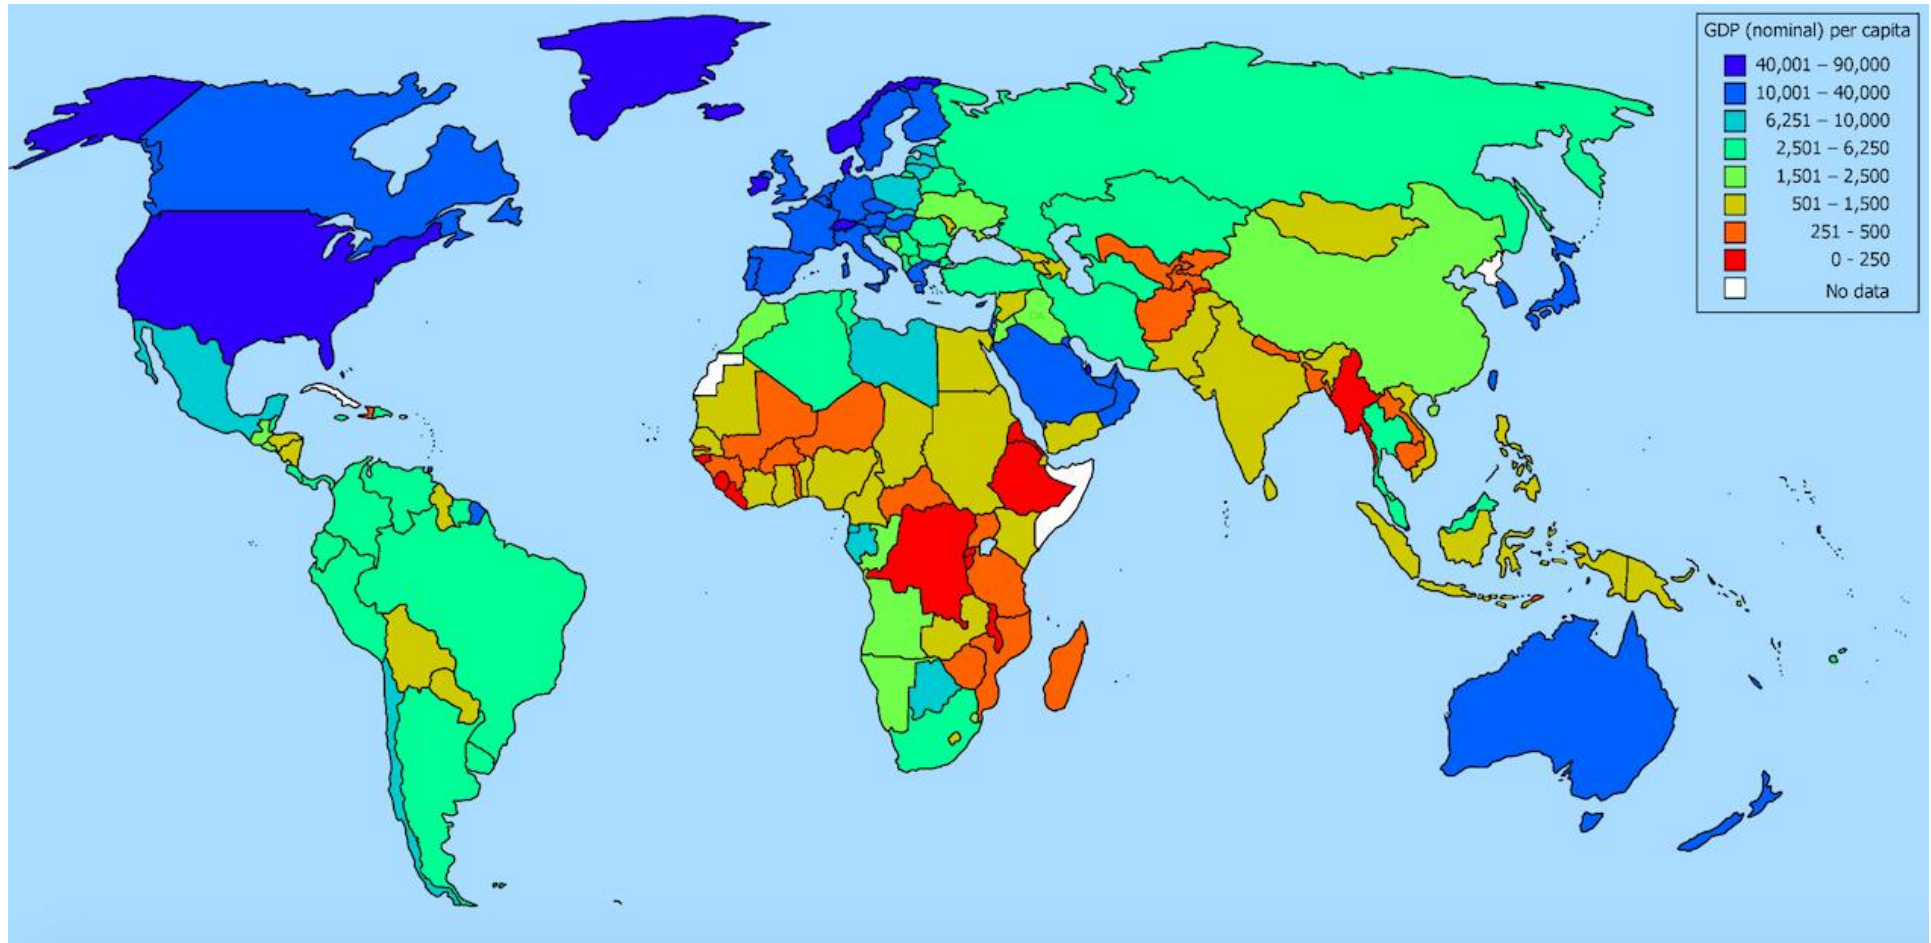 GDP (nominal) per capita
40,001 – 90,000
10,001 – 40,000
6,251 – 10,000
2,501 – 6,250
1,501 – 2,500
501 – 1,500
251 - 500
0 - 250
No data